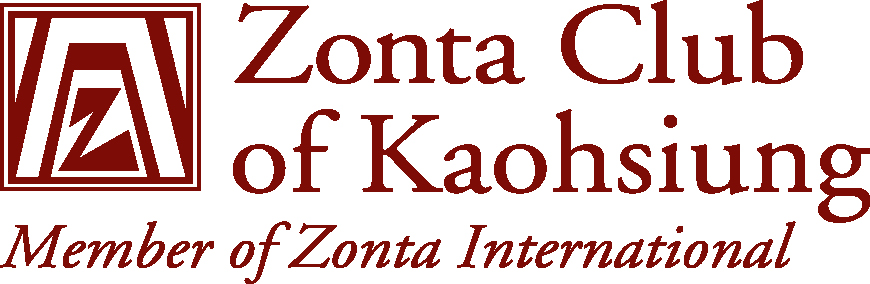 Zonta Club
of Kaohsiung
Member of Zonta International